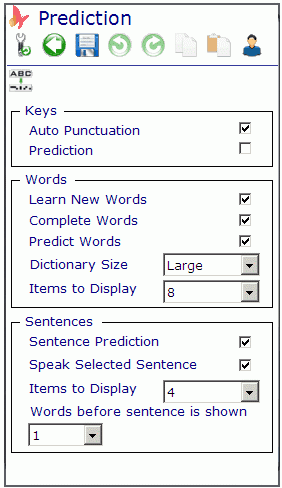 Prediction
ABC
Keys
Auto Punctuation
Prediction
Words
Learn New Words
Complete Words
Predict Words
Dictionary Size Large
Items to Display 8
Sentences
Sentence Prediction
Speak Selected Sentence
Items to Display 4
Words before sentence is shown
1